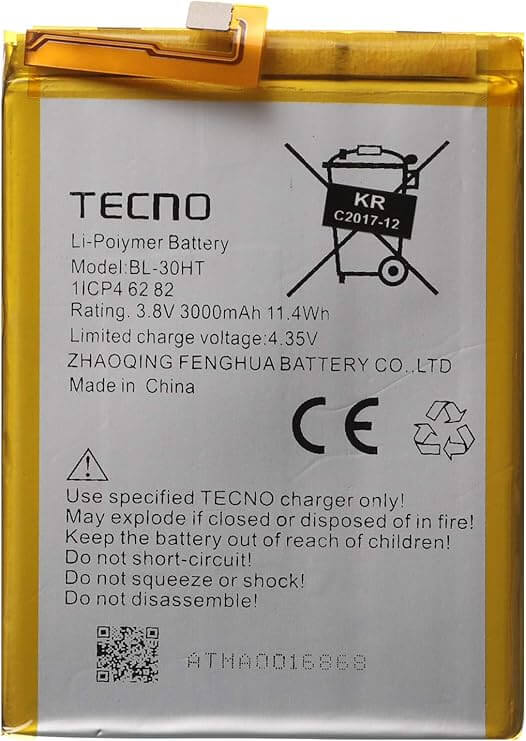 KR
C2017-12
TECNO
Li-Poiymer Battery
Model:BL-30HT
1ICP4 62 82
Rating. 3.8V 3000mAh 11.4Wh
Limited charge voltage:4.35V
ZHAOQING FENGHUA BATTERY CO.,LTD
Made in China
CE
Use specified TECNO charger only!
May explode if closed or disposed of in fire!
Keep the battery out of reach of children!
Do not short-circuit!
Do not squeeze or shock!
Do not disassemble!
ATMA0016868